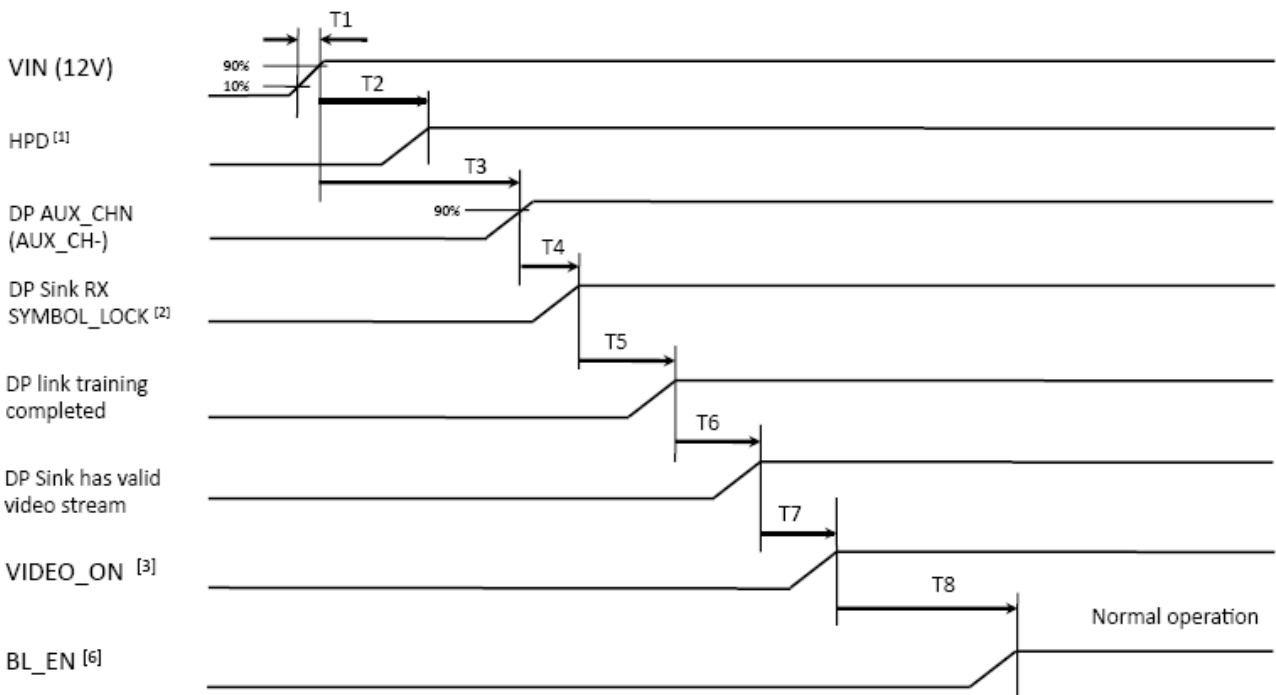 T1
VIN (12V)
90%
10%
T2
HPD [1]
T3
DP AUX_CHN
(AUX_CH-)
90%
T4
DP Sink RX
SYMBOL_LOCK [2]
T5
DP link training
completed
T6
DP Sink has valid
video stream
T7
VIDEO_ON [3]
T8
Normal operation
BL_EN [6]